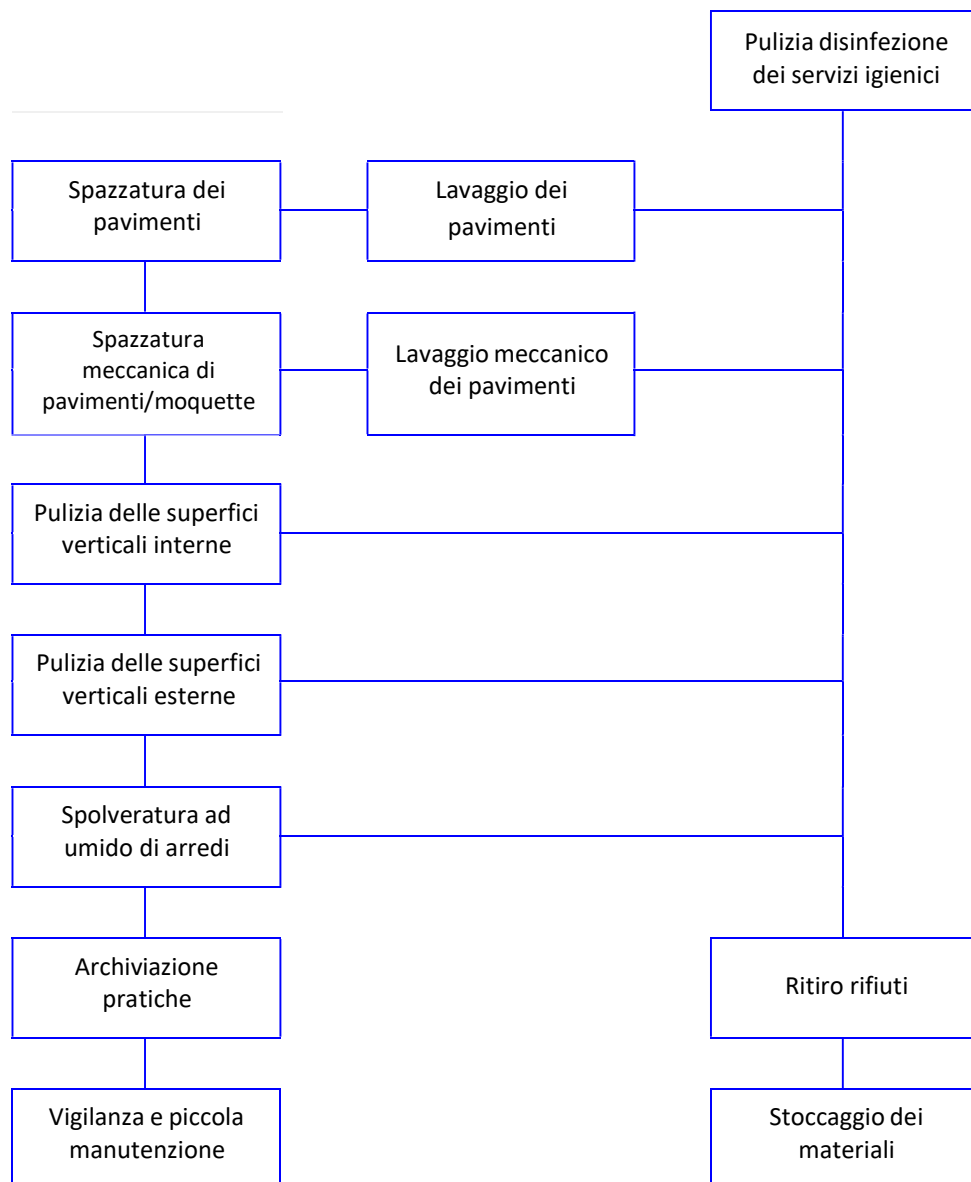 Pulizia disinfezione
dei servizi igienici
Spazzatura dei
pavimenti
Lavaggio dei
pavimenti
Spazzatura
meccanica di
pavimenti/moquette
Lavaggio meccanico
dei pavimenti
Pulizia delle superfici
verticali interne
Pulizia delle superfici
verticali esterne
Spolveratura ad
umido di arredi
Archiviazione
pratiche
Ritiro rifiuti
Vigilanza e piccola
manutenzione
Stoccaggio dei
materiali